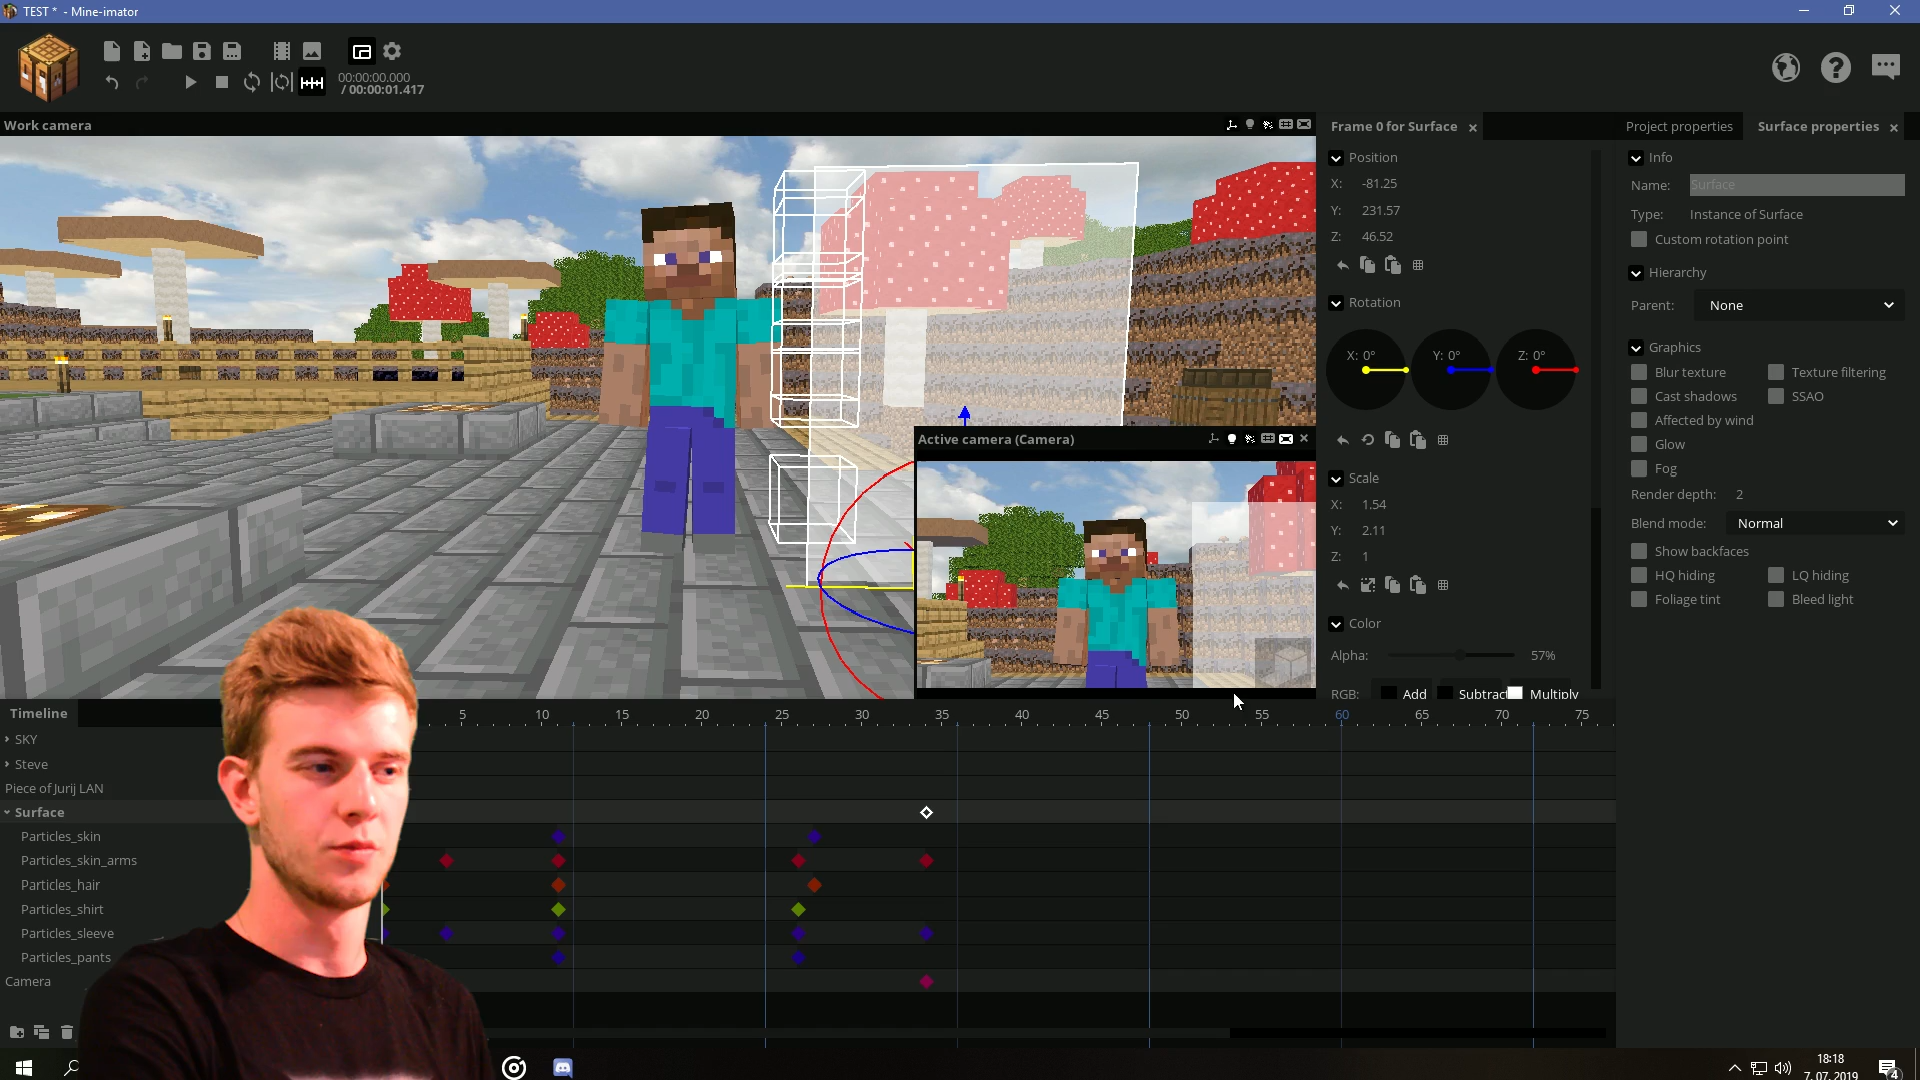 TEST * - Mine-imator
00:00:00.000
/ 00:00:01.417
Work camera
Active camera (Camera)
Frame 0 for Surface
Position
X: -81.25
Y: 231.57
Z: 46.52
Rotation
X: 0° Y: 0° Z: 0°
Scale
X: 1.54
Y: 2.11
Z: 1
Color
Alpha: 57%
RGB: Add Subtract Multiply
Project properties Surface properties
Info
Name: Surface
Type: Instance of Surface
Custom rotation point
Hierarchy
Parent: None
Graphics
Blur texture Texture filtering
Cast shadows SSAO
Affected by wind
Glow
Fog
Render depth: 2
Blend mode: Normal
Show backfaces
HQ hiding LQ hiding
Foliage tint Bleed light
Timeline
5 10 15 20 25 30 35 40 45 50 55 60 65 70 75
SKY
Steve
Piece of Jurij LAN
Surface
Particles_skin
Particles_skin_arms
Particles_hair
Particles_shirt
Particles_sleeve
Particles_pants
Camera
18:18
7. 07. 2019
4